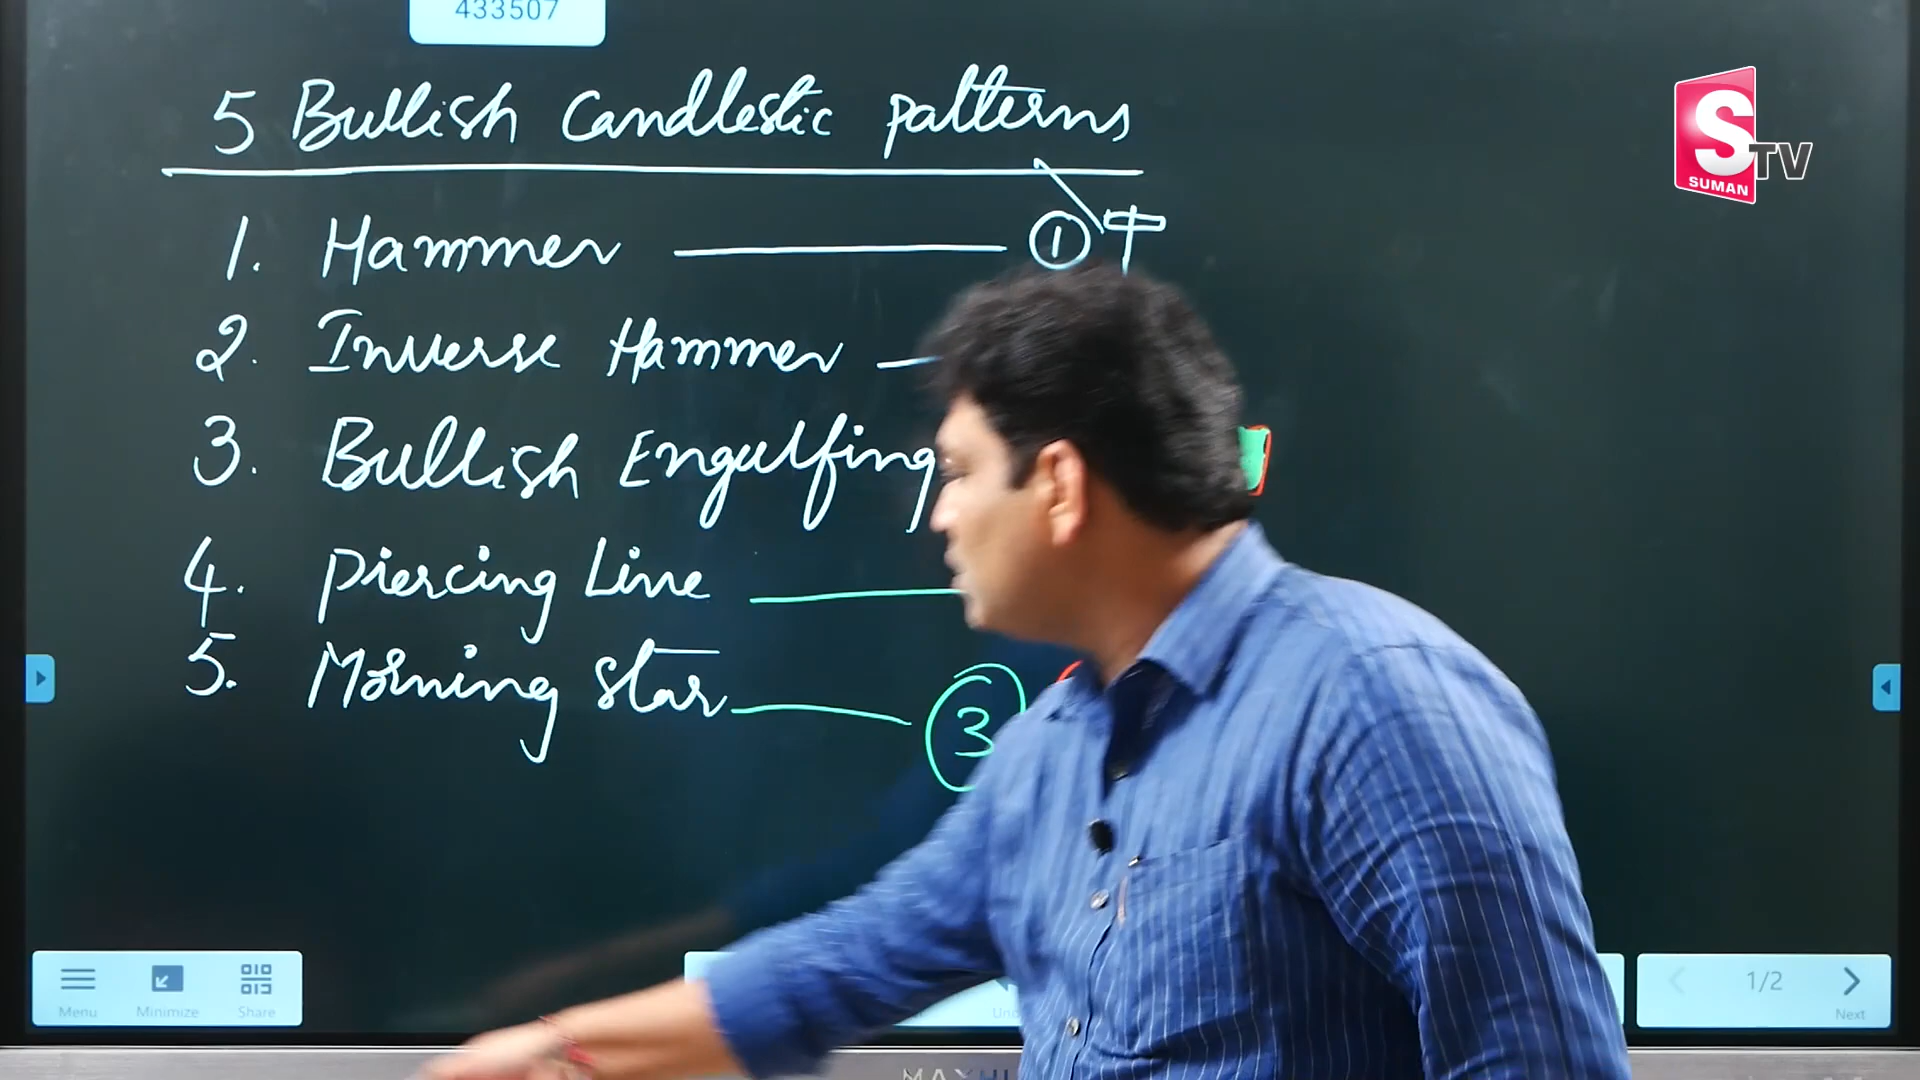 433507
5 Bullish Candlestic patterns
S TV
SUMAN
1. Hammer ① 
2. Inverse Hammer
3. Bullish Engulfing
4. Piercing Line
5. Morning Star 3
Menu Minimize Share
1/2
Next